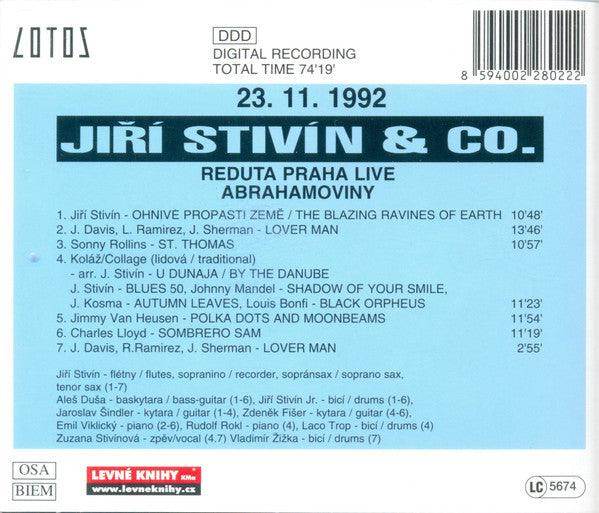 LOTOS
DDD
DIGITAL RECORDING
TOTAL TIME 74'19'
8 594002 280222
23. 11. 1992
JIŘÍ STIVÍN & CO.
REDUTA PRAHA LIVE
ABRAHAMOVINY
1. Jiří Stivín - OHNIVÉ PROPASTI ZEMĚ / THE BLAZING RAVINES OF EARTH 10'48'
2. J. Davis, L. Ramirez, J. Sherman - LOVER MAN 13'46'
3. Sonny Rollins - ST. THOMAS 10'57'
4. Koláž/Collage (lidová / traditional)
- arr. J. Stivín - U DUNAJA / BY THE DANUBE
J. Stivín - BLUES 50, Johnny Mandel - SHADOW OF YOUR SMILE,
J. Kosma - AUTUMN LEAVES, Louis Bonfi - BLACK ORPHEUS 11'23'
5. Jimmy Van Heusen - POLKA DOTS AND MOONBEAMS 11'54'
6. Charles Lloyd - SOMBRERO SAM 11'19'
7. J. Davis, R.Ramirez, J. Sherman - LOVER MAN 2'55'
Jiří Stivín - flétny / flutes, sopranino / recorder, sopránsax / soprano sax,
tenor sax (1-7)
Aleš Duša - baskytara / bass-guitar (1-6), Jiří Stivín Jr. - bicí / drums (1-6),
Jaroslav Šindler - kytara / guitar (1-4), Zdeněk Fišer - kytara / guitar (4-6),
Emil Viklický - piano (2-6), Rudolf Rokl - piano (4), Laco Trop - bicí / drums (4)
Zuzana Stivínová - zpěv/vocal (4.7) Vladimír Žižka - bicí / drums (7)
OSA
BIEM
LEVNÉ KNIHY KMa
www.levneknihy.cz
LC 5674